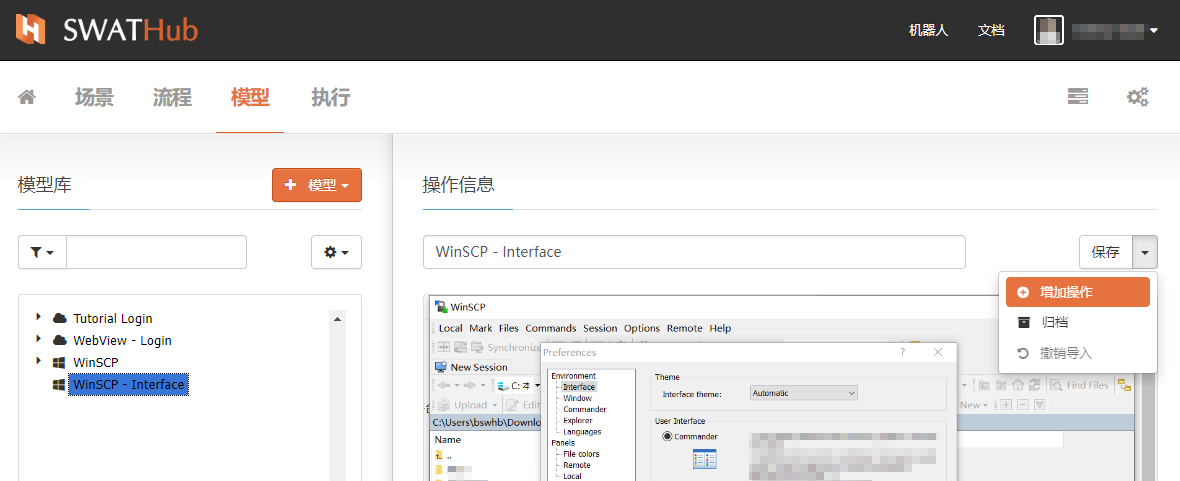 SWATHub
机器人 文档
场景 流程 模型 执行
模型库
+ 模型
操作信息
WinSCP - Interface
保存
增加操作
归档
撤销导入
Tutorial Login
WebView - Login
WinSCP
WinSCP - Interface
WinSCP
Local Mark Files Commands Session Options Remote Help
Synchronize
New Session
C: 本
Find Files
Upload
Edit
New
C:\Users\bswhb\Downlo
Name
..
Preferences
?
Environment
Interface
Window
Commander
Explorer
Languages
Panels
File colors
Remote
Local
Theme
Interface theme: Automatic
User Interface
Commander